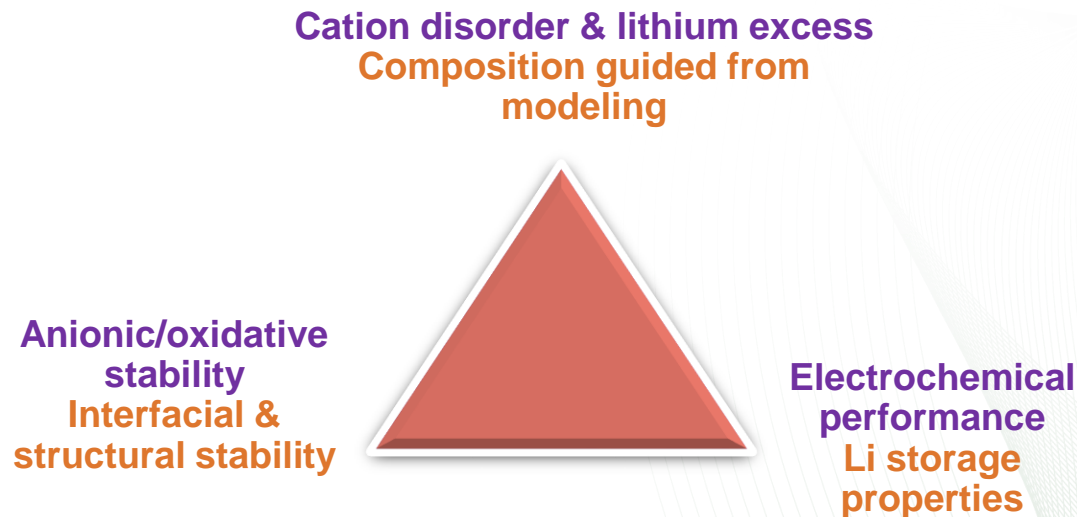 Cation disorder & lithium excess
Composition guided from
modeling
Anionic/oxidative
stability
Interfacial &
structural stability
Electrochemical
performance
Li storage
properties